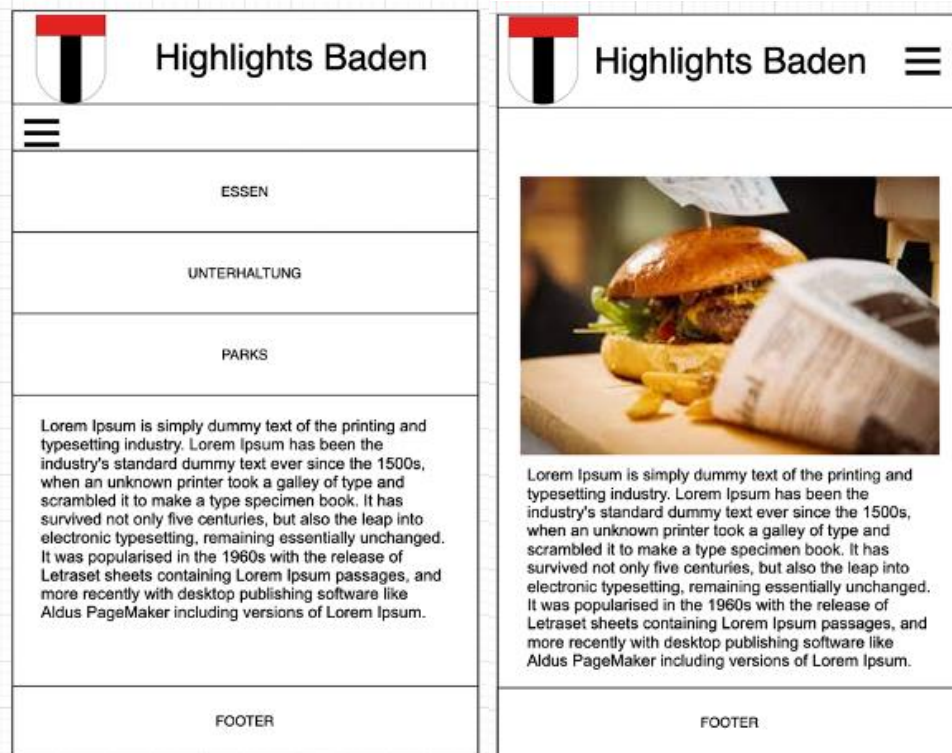 Highlights Baden
ESSEN
UNTERHALTUNG
PARKS
Lorem Ipsum is simply dummy text of the printing and
typesetting industry. Lorem Ipsum has been the
industry's standard dummy text ever since the 1500s,
when an unknown printer took a galley of type and
scrambled it to make a type specimen book. It has
survived not only five centuries, but also the leap into
electronic typesetting, remaining essentially unchanged.
It was popularised in the 1960s with the release of
Letraset sheets containing Lorem Ipsum passages, and
more recently with desktop publishing software like
Aldus PageMaker including versions of Lorem Ipsum.
FOOTER
Highlights Baden
Lorem Ipsum is simply dummy text of the printing and
typesetting industry. Lorem Ipsum has been the
industry's standard dummy text ever since the 1500s,
when an unknown printer took a galley of type and
scrambled it to make a type specimen book. It has
survived not only five centuries, but also the leap into
electronic typesetting, remaining essentially unchanged.
It was popularised in the 1960s with the release of
Letraset sheets containing Lorem Ipsum passages, and
more recently with desktop publishing software like
Aldus PageMaker including versions of Lorem Ipsum.
FOOTER